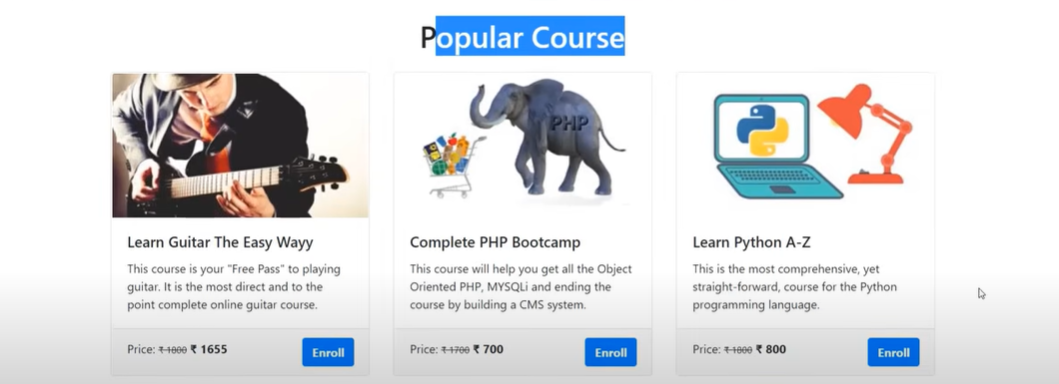 Popular Course
PHP
Learn Guitar The Easy Wayy
This course is your "Free Pass" to playing
guitar. It is the most direct and to the
point complete online guitar course.
Price: ₹ 1800 ₹ 1655
Enroll
Complete PHP Bootcamp
This course will help you get all the Object
Oriented PHP, MYSQLi and ending the
course by building a CMS system.
Price: ₹ 1700 ₹ 700
Enroll
Learn Python A-Z
This is the most comprehensive, yet
straight-forward, course for the Python
programming language.
Price: ₹ 1800 ₹ 800
Enroll